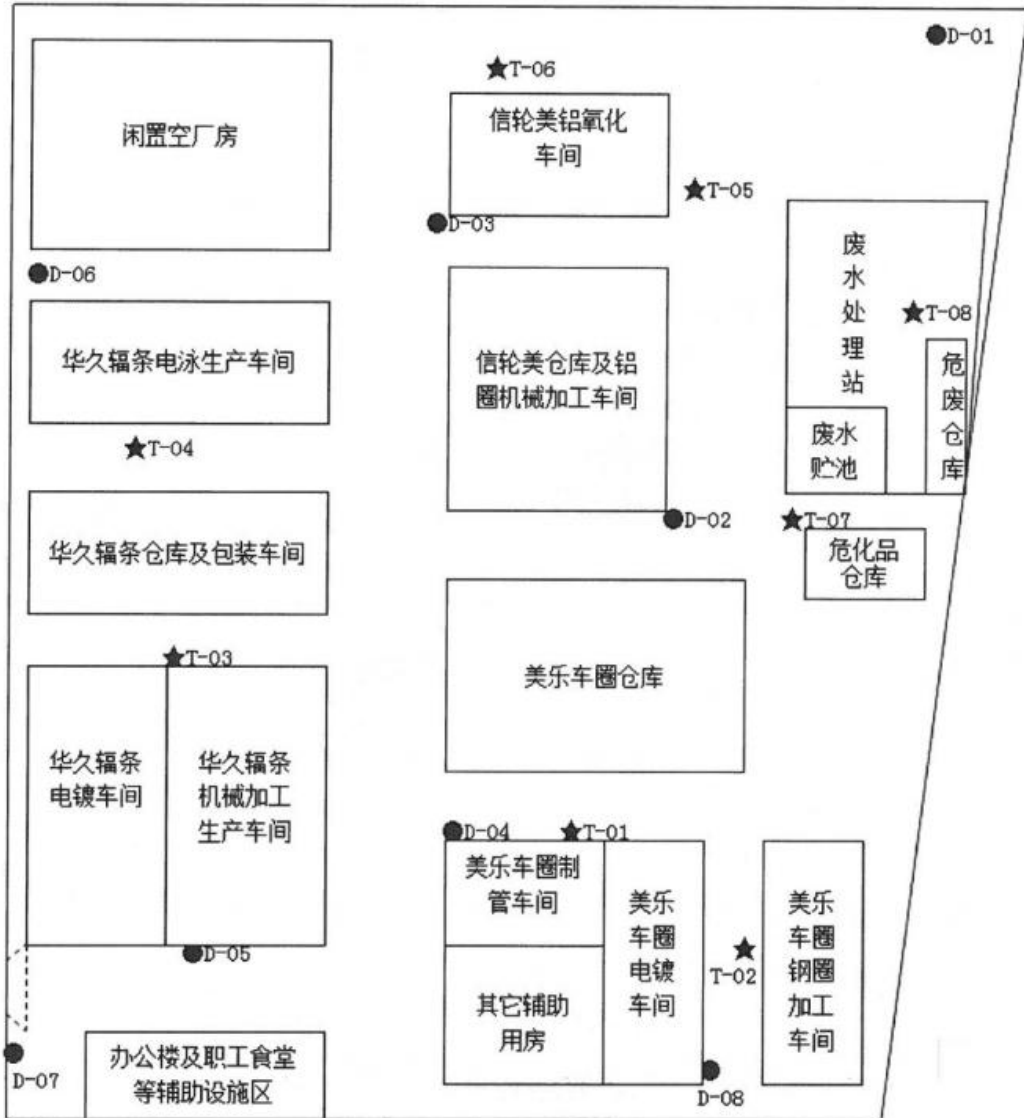 D-01
T-06
闲置空厂房
信轮美铝氧化
车间
T-05
D-03
D-06
废
水
处
理
站
T-08
华久辐条电泳生产车间
信轮美仓库及铝
圈机械加工车间
危
废
仓
库
废水
贮池
T-04
华久辐条仓库及包装车间
D-02
T-07
危化品
仓库
T-03
美乐车圈仓库
华久辐条
电镀车间
华久辐条
机械加工
生产车间
D-04
T-01
美乐车圈制
管车间
美乐
车圈
电镀
车间
美乐
车圈
钢圈
加工
车间
D-05
T-02
其它辅助
用房
D-07
办公楼及职工食堂
等辅助设施区
D-08